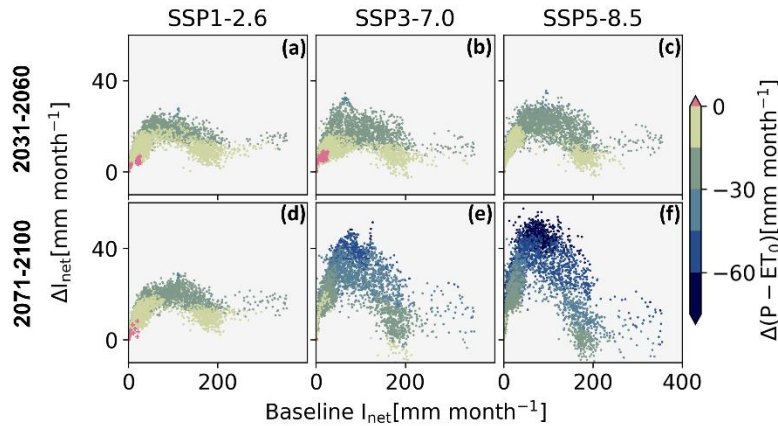 SSP1-2.6 SSP3-7.0 SSP5-8.5
2031-2060
(a) (b) (c)
40
0
0
−30
−60
Δ(P − ET₀)[mm month⁻¹]
ΔI_net[mm month⁻¹]
2071-2100
(d) (e) (f)
40
0
0 200 0 200 0 200 400
Baseline I_net[mm month⁻¹]